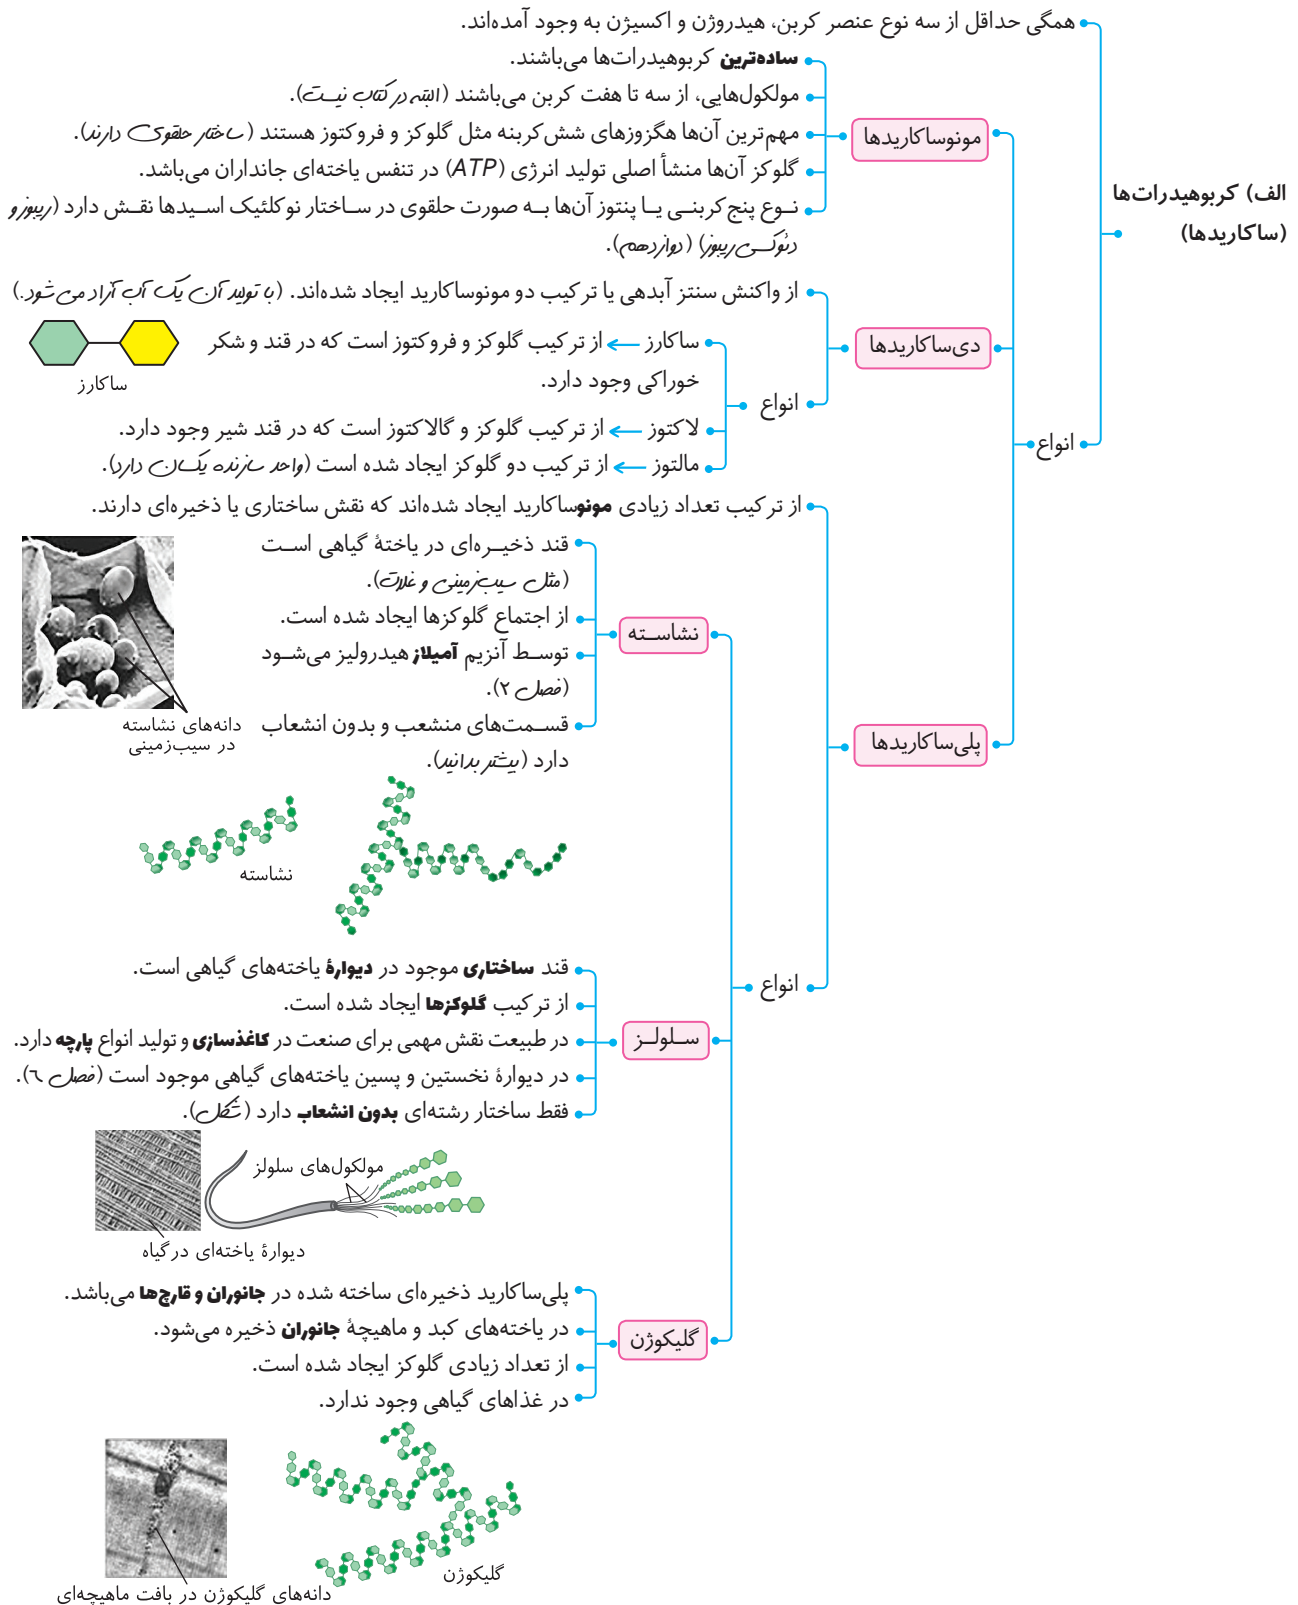 الف) کربوهیدرات‌ها
(ساکاریدها)
همگی حداقل از سه نوع عنصر کربن، هیدروژن و اکسیژن به وجود آمده‌اند.
انواع
مونوساکاریدها
ساده‌ترین کربوهیدرات‌ها می‌باشند.
مولکول‌هایی، از سه تا هفت کربن می‌باشند (البته در کتاب نیست).
مهم‌ترین آن‌ها هگزوزهای شش‌کربنه مثل گلوکز و فروکتوز هستند (ساختار حلقوی دارند).
گلوکز آن‌ها منشأ اصلی تولید انرژی (ATP) در تنفس یاخته‌ای جانداران می‌باشد.
نوع پنج‌کربنی یا پنتوز آن‌ها به صورت حلقوی در ساختار نوکلئیک اسیدها نقش دارد (ریبوز و
دئوکسی ریبوز) (دوازدهم).
دی‌ساکاریدها
از واکنش سنتز آبدهی یا ترکیب دو مونوساکارید ایجاد شده‌اند. (با تولید آن یک آب آزاد می‌شود.)
انواع
ساکارز ← از ترکیب گلوکز و فروکتوز است که در قند و شکر
خوراکی وجود دارد.
لاکتوز ← از ترکیب گلوکز و گالاکتوز است که در قند شیر وجود دارد.
مالتوز ← از ترکیب دو گلوکز ایجاد شده است (واحد سازنده یکسان دارد).
ساکارز
پلی‌ساکاریدها
از ترکیب تعداد زیادی مونوساکارید ایجاد شده‌اند که نقش ساختاری یا ذخیره‌ای دارند.
انواع
نشاسته
قند ذخیره‌ای در یاختهٔ گیاهی است
(مثل سیب‌زمینی و غلات).
از اجتماع گلوکزها ایجاد شده است.
توسط آنزیم آمیلاز هیدرولیز می‌شود
(فصل ۲).
قسمت‌های منشعب و بدون انشعاب
دارد (بیشتر بدانید).
دانه‌های نشاسته
در سیب‌زمینی
نشاسته
سلولز
قند ساختاری موجود در دیوارهٔ یاخته‌های گیاهی است.
از ترکیب گلوکزها ایجاد شده است.
در طبیعت نقش مهمی برای صنعت در کاغذسازی و تولید انواع پارچه دارد.
در دیوارهٔ نخستین و پسین یاخته‌های گیاهی موجود است (فصل ۶).
فقط ساختار رشته‌ای بدون انشعاب دارد (شکل).
مولکول‌های سلولز
دیوارهٔ یاخته‌ای در گیاه
گلیکوژن
پلی‌ساکارید ذخیره‌ای ساخته شده در جانوران و قارچ‌ها می‌باشد.
در یاخته‌های کبد و ماهیچهٔ جانوران ذخیره می‌شود.
از تعداد زیادی گلوکز ایجاد شده است.
در غذاهای گیاهی وجود ندارد.
گلیکوژن
دانه‌های گلیکوژن در بافت ماهیچه‌ای